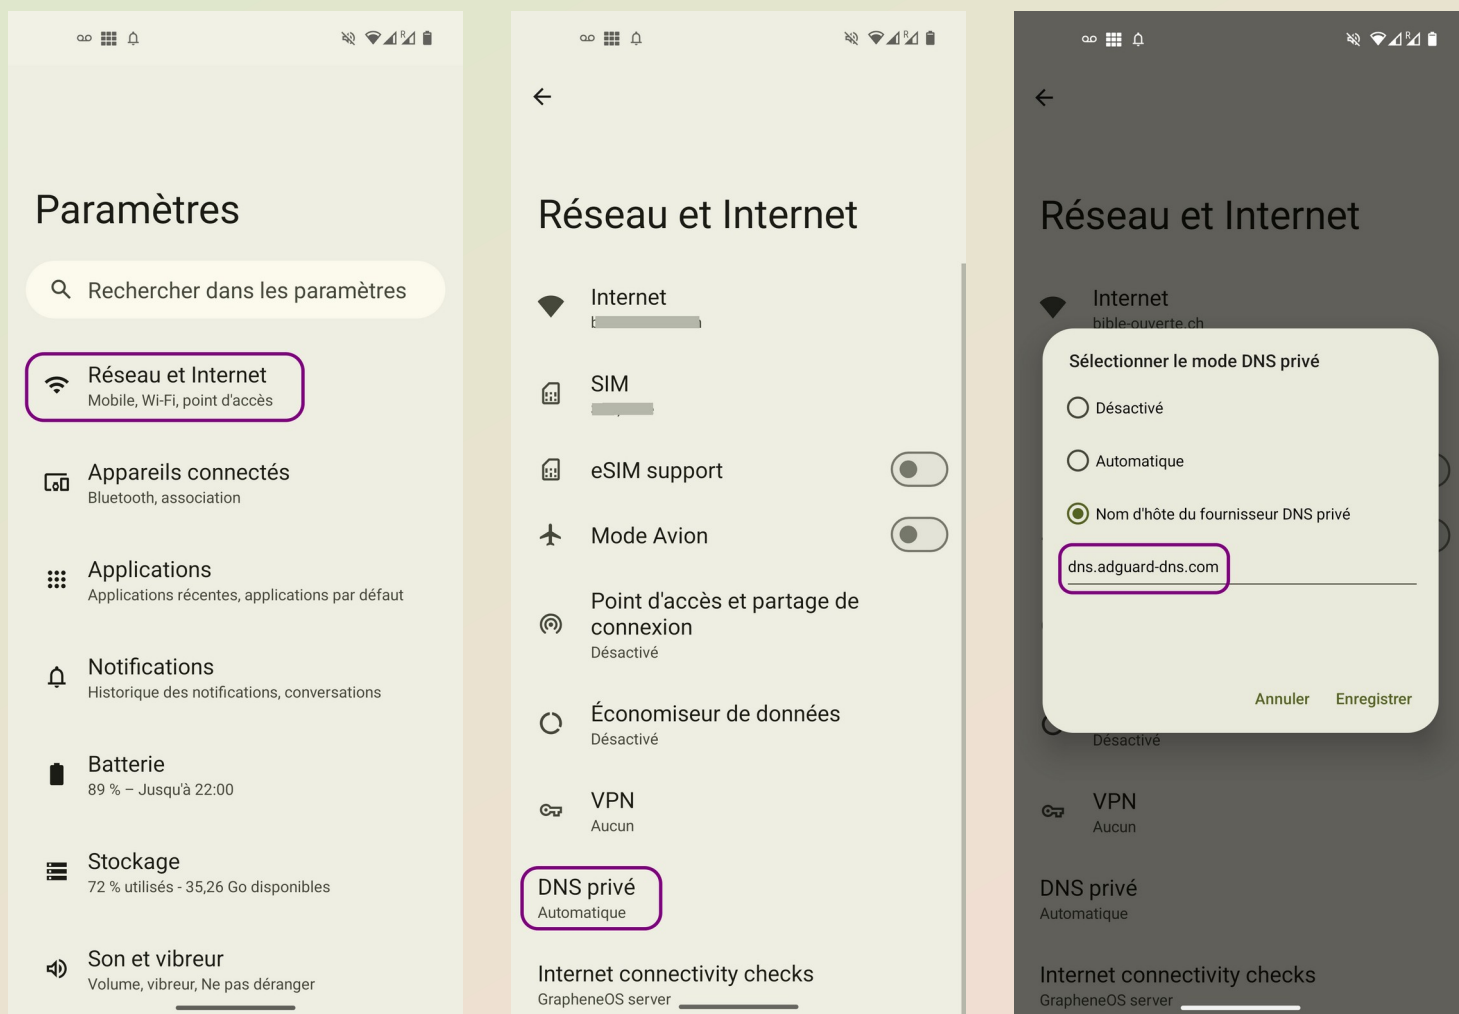 Paramètres
Rechercher dans les paramètres
Réseau et Internet
Mobile, Wi-Fi, point d'accès
Appareils connectés
Bluetooth, association
Applications
Applications récentes, applications par défaut
Notifications
Historique des notifications, conversations
Batterie
89 % – Jusqu'à 22:00
Stockage
72 % utilisés - 35,26 Go disponibles
Son et vibreur
Volume, vibreur, Ne pas déranger
R
Réseau et Internet
Internet
SIM
eSIM support
Mode Avion
Point d'accès et partage de
connexion
Désactivé
Économiseur de données
Désactivé
VPN
Aucun
DNS privé
Automatique
Internet connectivity checks
GrapheneOS server
R
Réseau et Internet
Internet
bible-ouverte.ch
Sélectionner le mode DNS privé
Désactivé
Automatique
Nom d'hôte du fournisseur DNS privé
dns.adguard-dns.com
Annuler Enregistrer
Désactivé
VPN
Aucun
DNS privé
Automatique
Internet connectivity checks
GrapheneOS server
R